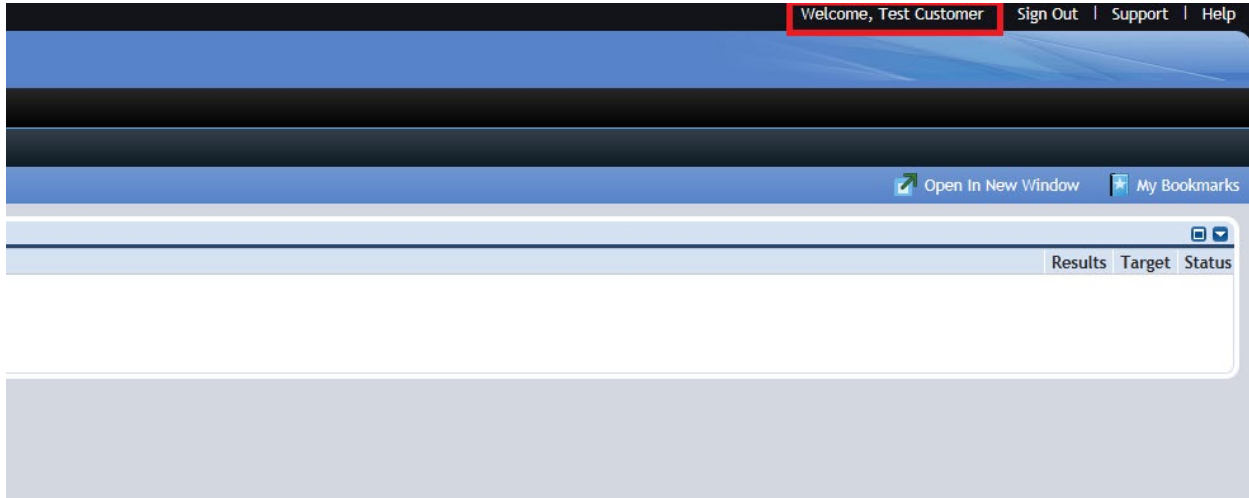 Welcome, Test Customer Sign Out | Support | Help
Open In New Window My Bookmarks
Results Target Status